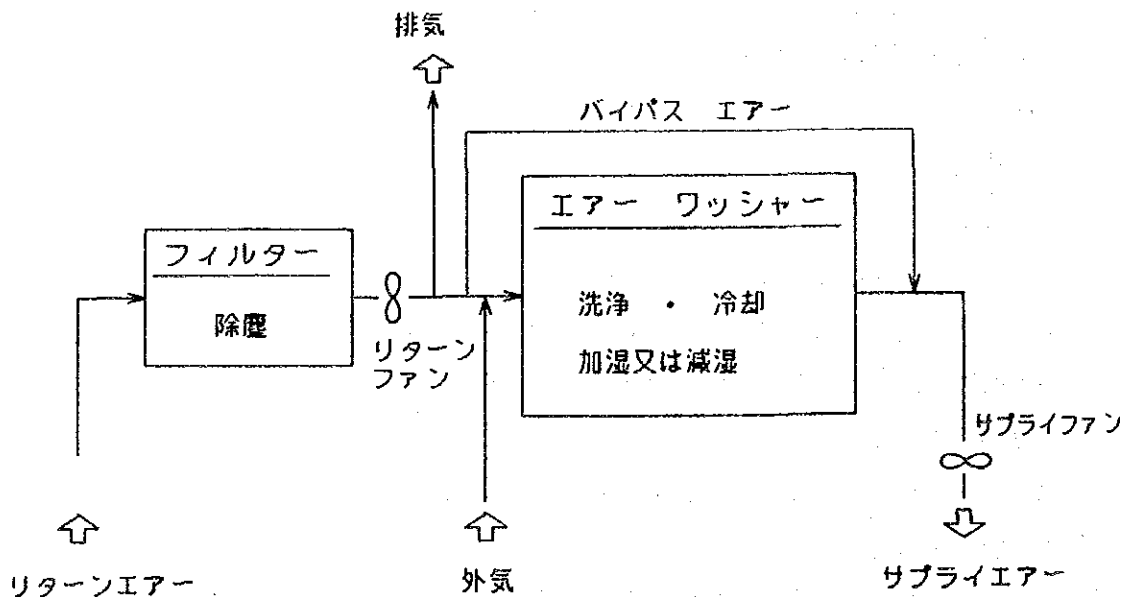 排気
バイパス エアー
エアー ワッシャー
フィルター
洗浄 ・ 冷却
除塵
加湿又は減湿
リターン
ファン
サプライファン
リターンエアー
外気
サプライエアー